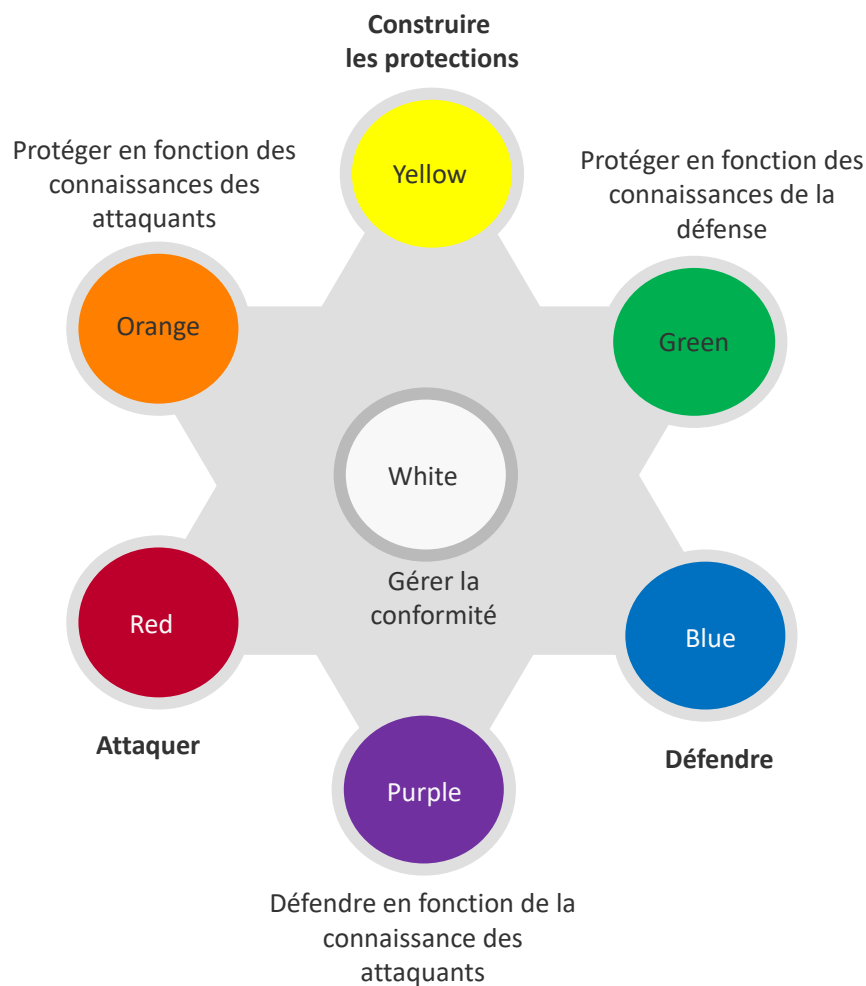 Construire
les protections
Yellow
Protéger en fonction des
connaissances des
attaquants
Protéger en fonction des
connaissances de la
défense
Orange
Green
White
Gérer la
conformité
Red
Blue
Attaquer
Défendre
Purple
Défendre en fonction de la
connaissance des
attaquants